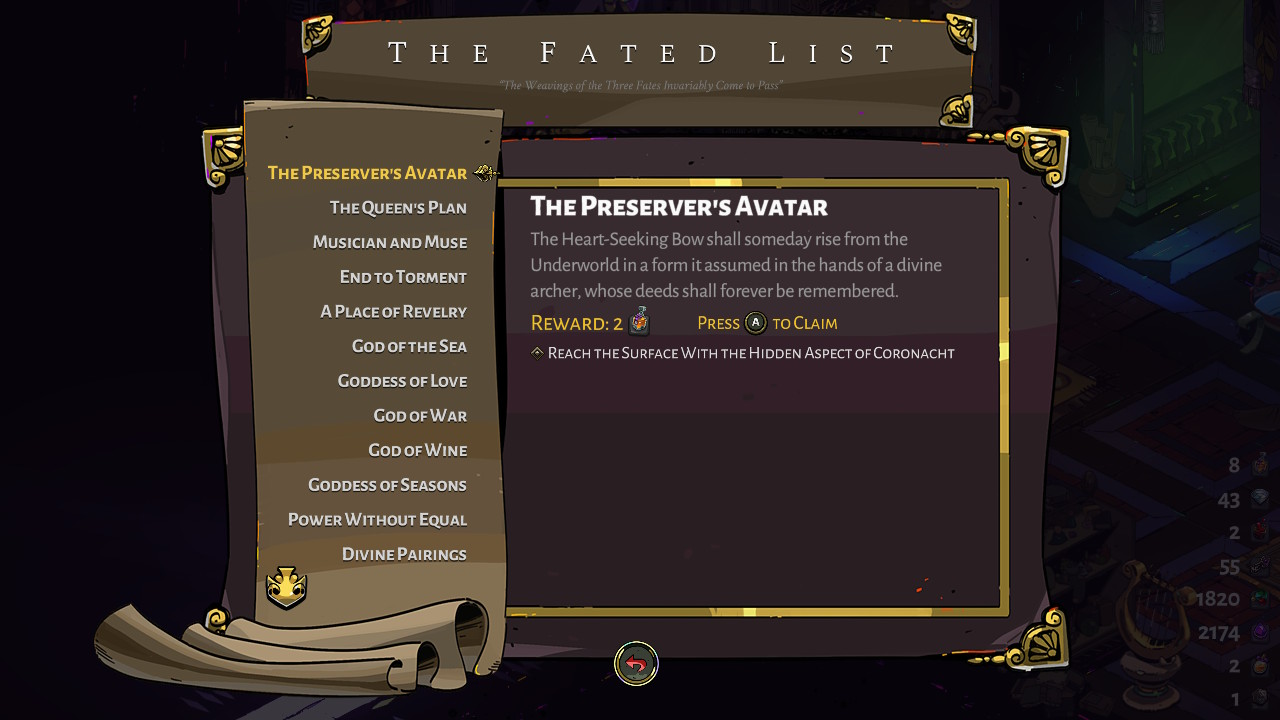 THE FATED LIST
"The Weavings of the Three Fates Invariably Come to Pass"
THE PRESERVER'S AVATAR
THE QUEEN'S PLAN
MUSICIAN AND MUSE
END TO TORMENT
A PLACE OF REVELRY
GOD OF THE SEA
GODDESS OF LOVE
GOD OF WAR
GOD OF WINE
GODDESS OF SEASONS
POWER WITHOUT EQUAL
DIVINE PAIRINGS
THE PRESERVER'S AVATAR
The Heart-Seeking Bow shall someday rise from the
Underworld in a form it assumed in the hands of a divine
archer, whose deeds shall forever be remembered.
REWARD: 2 PRESS A TO CLAIM
REACH THE SURFACE WITH THE HIDDEN ASPECT OF CORONACHT
8
43
2
55
1820
2174
2
1